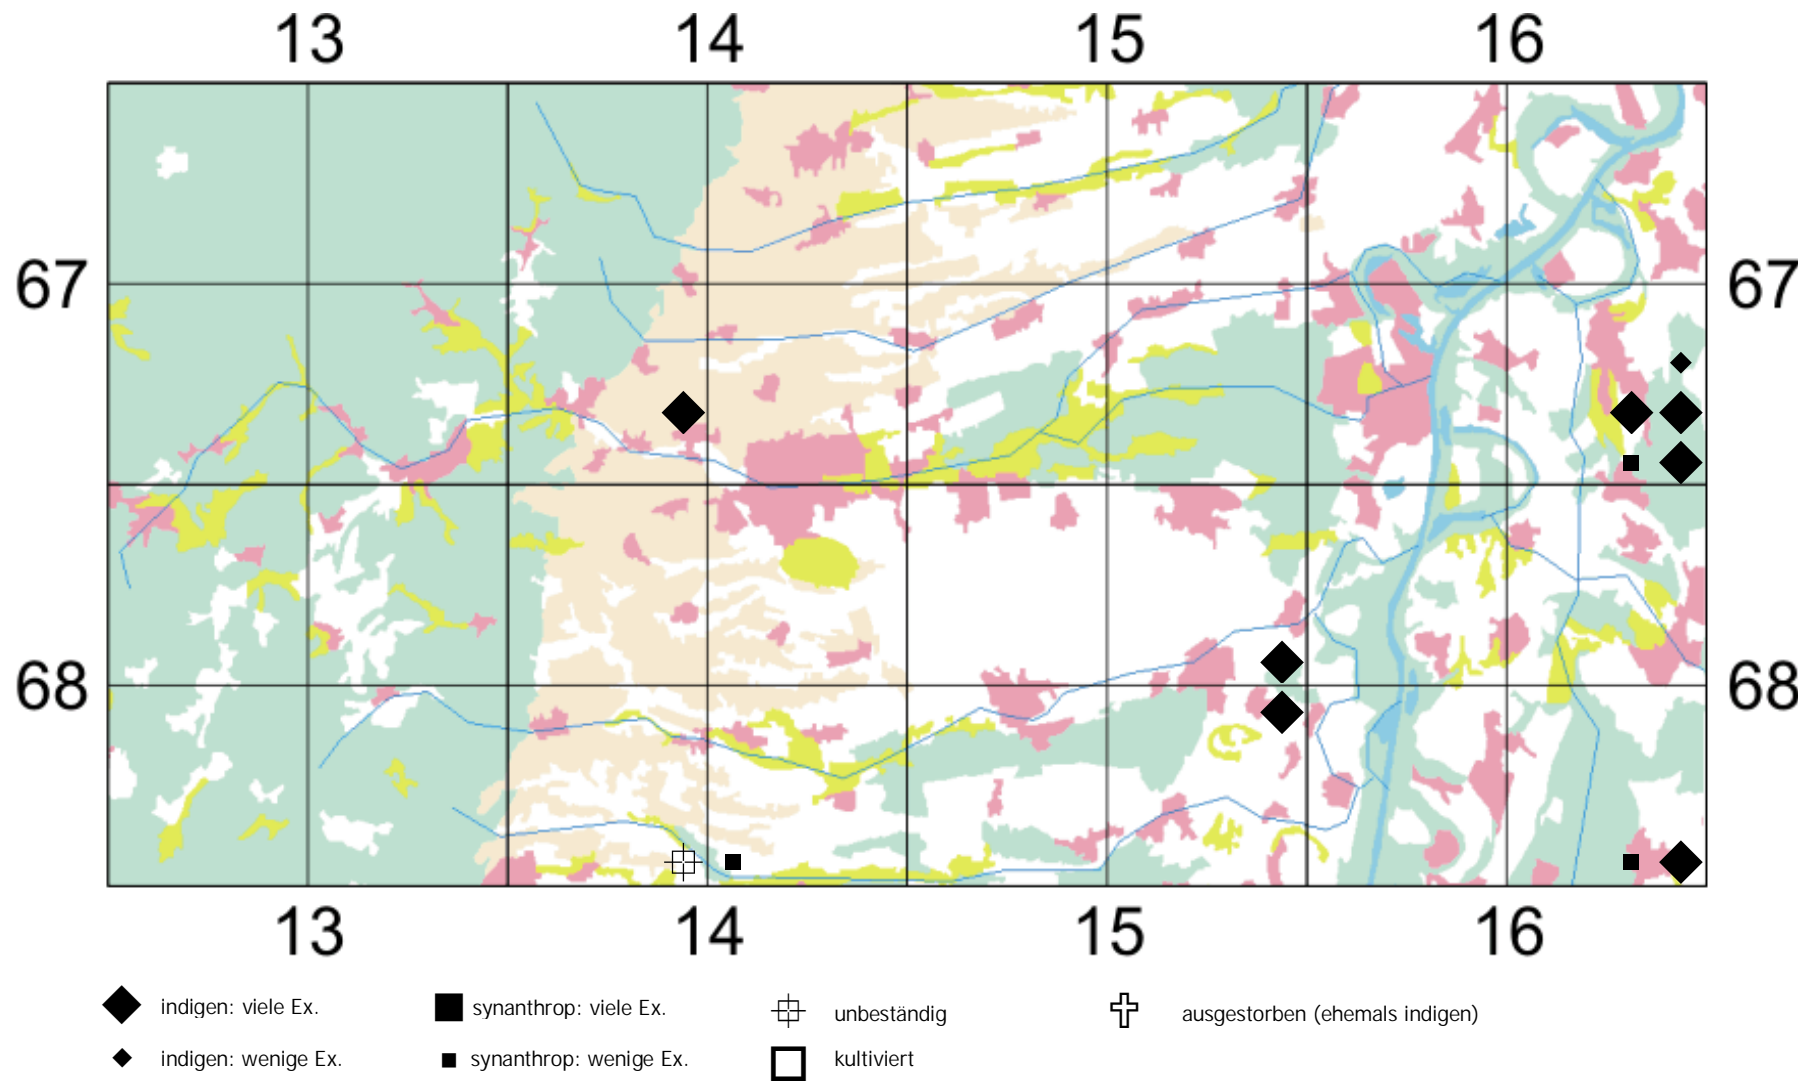 13 14 15 16
67 67
68 68
13 14 15 16
indigen: viele Ex. synanthrop: viele Ex. unbeständig ausgestorben (ehemals indigen)
indigen: wenige Ex. synanthrop: wenige Ex. kultiviert